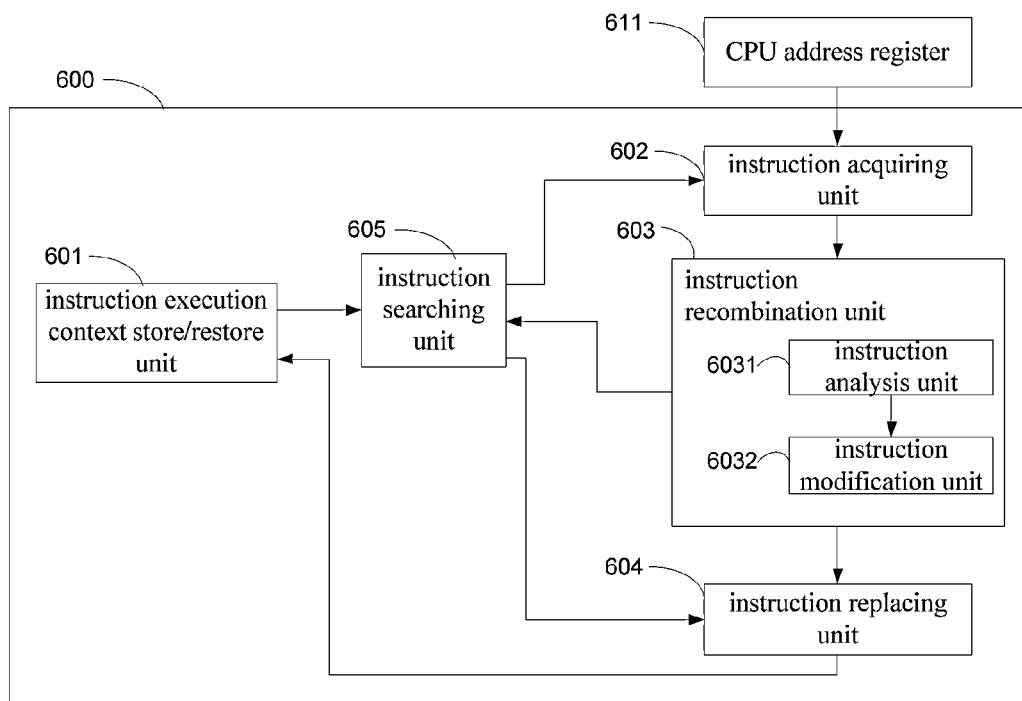 611
CPU address register
600
602
instruction acquiring
unit
605
603
601
instruction
searching
unit
instruction
recombination unit
instruction execution
context store/restore
unit
6031
instruction
analysis unit
6032
instruction
modification unit
604
instruction replacing
unit